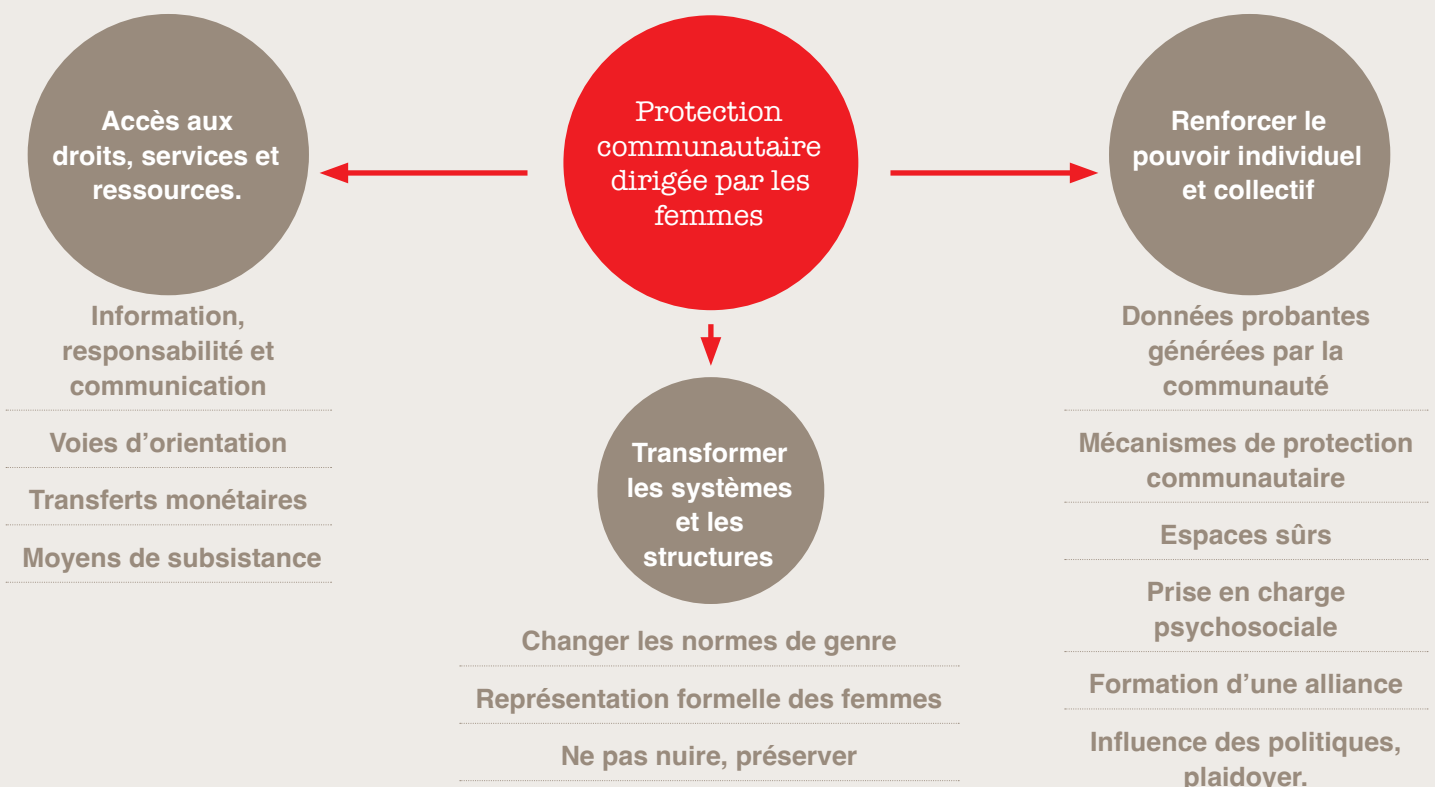 Accès aux
droits, services et
ressources.
Information,
responsabilité et
communication
Voies d'orientation
Transferts monétaires
Moyens de subsistance
Protection
communautaire
dirigée par les
femmes
Transformer
les systèmes
et les
structures
Changer les normes de genre
Représentation formelle des femmes
Ne pas nuire, préserver
Renforcer le
pouvoir individuel
et collectif
Données probantes
générées par la
communauté
Mécanismes de protection
communautaire
Espaces sûrs
Prise en charge
psychosociale
Formation d'une alliance
Influence des politiques,
plaidoyer.